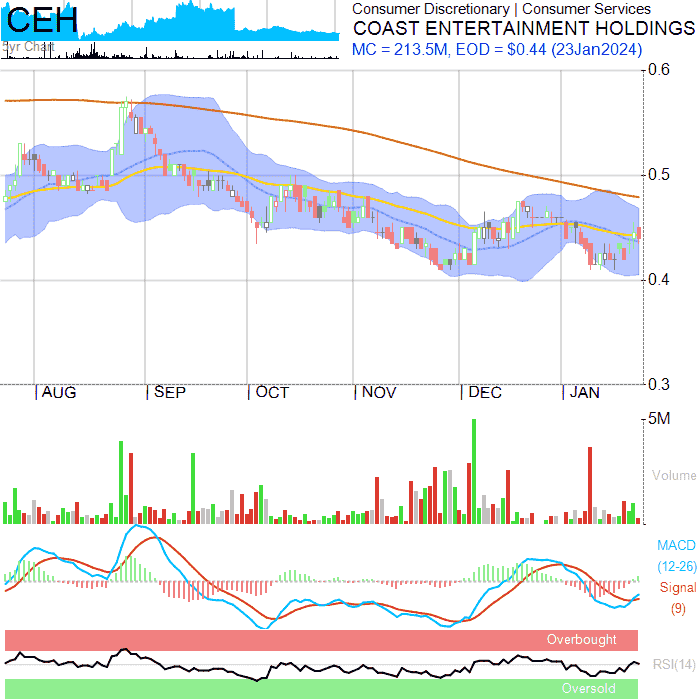 CEH
5yr Chart
Consumer Discretionary | Consumer Services
COAST ENTERTAINMENT HOLDINGS
MC = 213.5M, EOD = $0.44 (23Jan2024)
0.6
0.5
0.4
0.3
AUG SEP OCT NOV DEC JAN
5M
Volume
MACD
(12-26)
Signal
(9)
Overbought
RSI(14)
Oversold